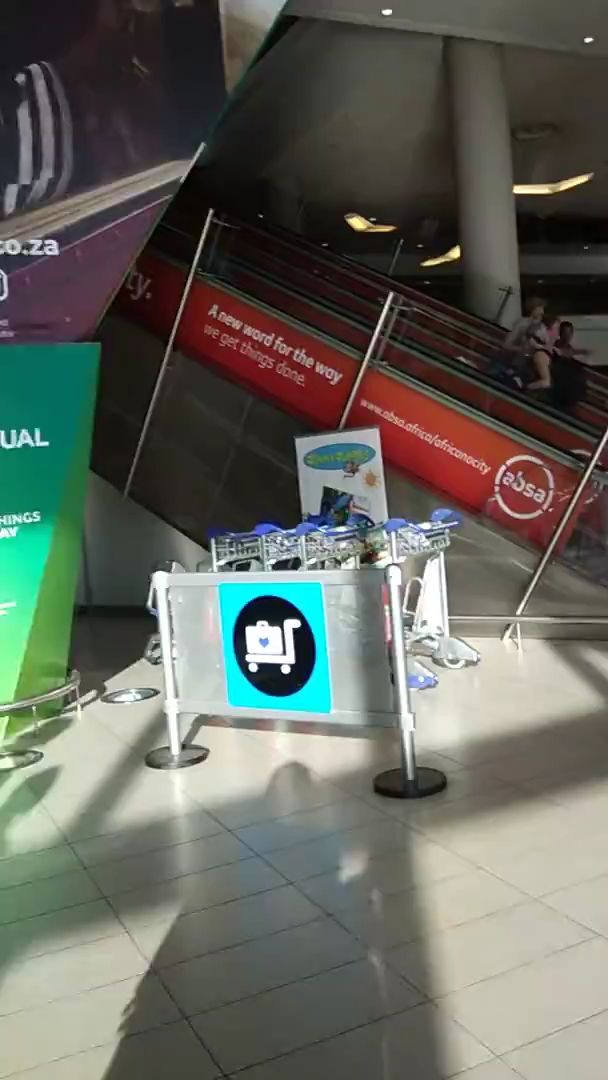 co.za
ty.
A new word for the way
we get things done.
www.absa.africa/africanacity
absa
UAL
HINGS
AY